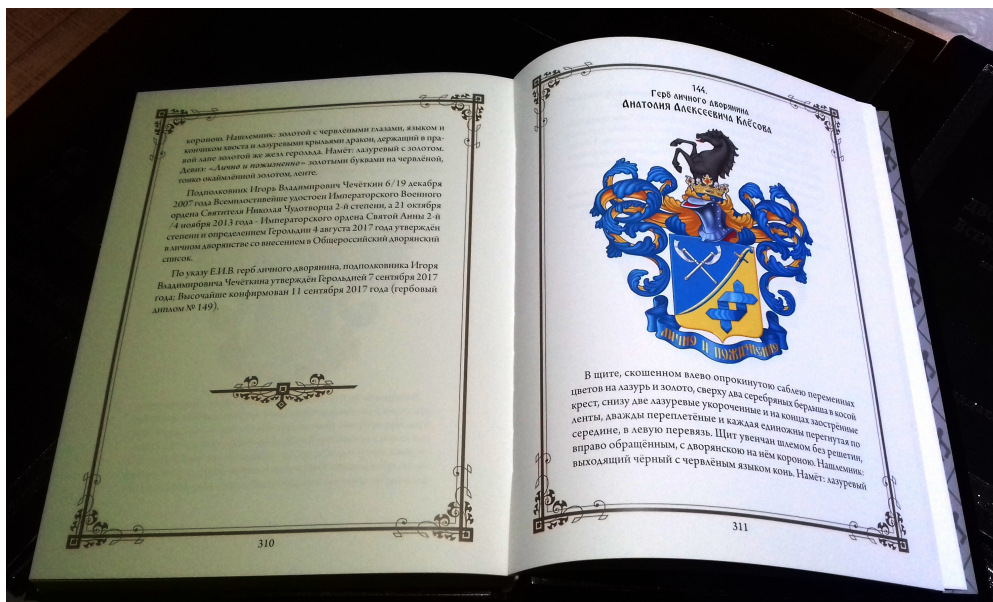 короною. Нашлемник: золотой с червлёными глазами, языком и
кончиком хвоста и лазуревыми крыльями дракон, держащий в пра-
вой лапе золотой же жезл герольда. Намёт: лазуревый с золотом.
Девиз: «Лично и пожизненно» золотыми буквами на червлёной,
тонко окаймлённой золотом, ленте.
Подполковник Игорь Владимирович Чечёткин 6/19 декабря
2007 года Всемилостивейше удостоен Императорского Военного
ордена Святителя Николая Чудотворца 2-й степени, а 21 октября
/4 ноября 2013 года - Императорского ордена Святой Анны 2-й
степени и определением Герольдии 4 августа 2017 года утверждён
в личном дворянстве со внесением в Общероссийский дворянский
список.
По указу Е.И.В. герб личного дворянина, подполковника Игоря
Владимировича Чечёткина утверждён Герольдией 7 сентября 2017
года; Высочайше конфирмован 11 сентября 2017 года (гербовый
диплом № 149).
310
144.
Герб личного дворянина
Анатолия Алексеевича Клёсова
ЛИЧНО И ПОЖИЗНЕННО
В щите, скошенном влево опрокинутою саблею переменных
цветов на лазурь и золото, сверху два серебряных бердыша в косой
крест, снизу две лазуревые укороченные и на концах заострённые
ленты, дважды переплетённые и каждая единожды перегнутая по
середине, в левую перевязь. Щит увенчан шлемом без решетин,
вправо обращённым, с дворянскою на нём короною. Нашлемник:
выходящий чёрный с червлёным языком конь. Намёт: лазуревый
311